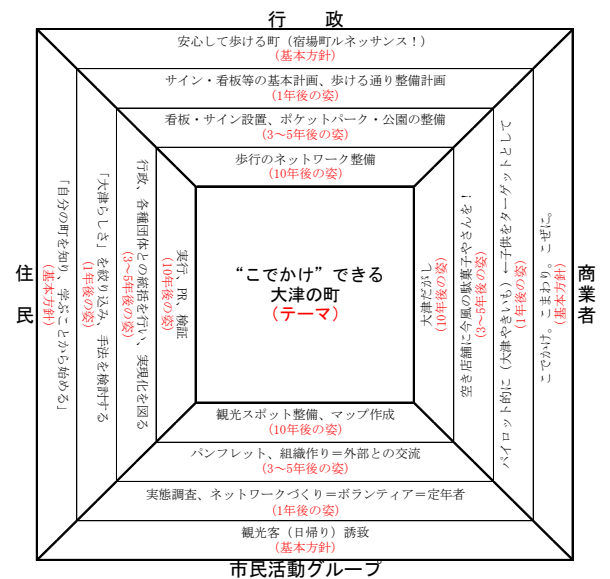 行　政
安心して歩ける町（宿場町ルネッサンス！）
（基本方針）
サイン・看板等の基本計画、歩ける通り整備計画
（1年後の姿）
看板・サイン設置、ポケットパーク・公園の整備
（3～5年後の姿）
歩行のネットワーク整備
（10年後の姿）
住民
「自分の町を知り、学ぶことから始める」
（基本方針）
「大津らしさ」を絞り込み、手法を検討する
（1年後の姿）
行政、各種団体との統括を行い、実現化を図る
（3～5年後の姿）
実行、PR、検証
（10年後の姿）
“こでかけ”できる
大津の町
（テーマ）
大津だがし
（10年後の姿）
空き店舗に今風の駄菓子やさんを！
（3～5年後の姿）
パイロット的に（大津やきいも）←子供をターゲットとして
（1年後の姿）
こでかけ。こまわり。こぜに。
（基本方針）
商業者
観光スポット整備、マップ作成
（10年後の姿）
パンフレット、組織作り＝外部との交流
（3～5年後の姿）
実態調査、ネットワークづくり＝ボランティア＝定年者
（1年後の姿）
観光客（日帰り）誘致
（基本方針）
市民活動グループ